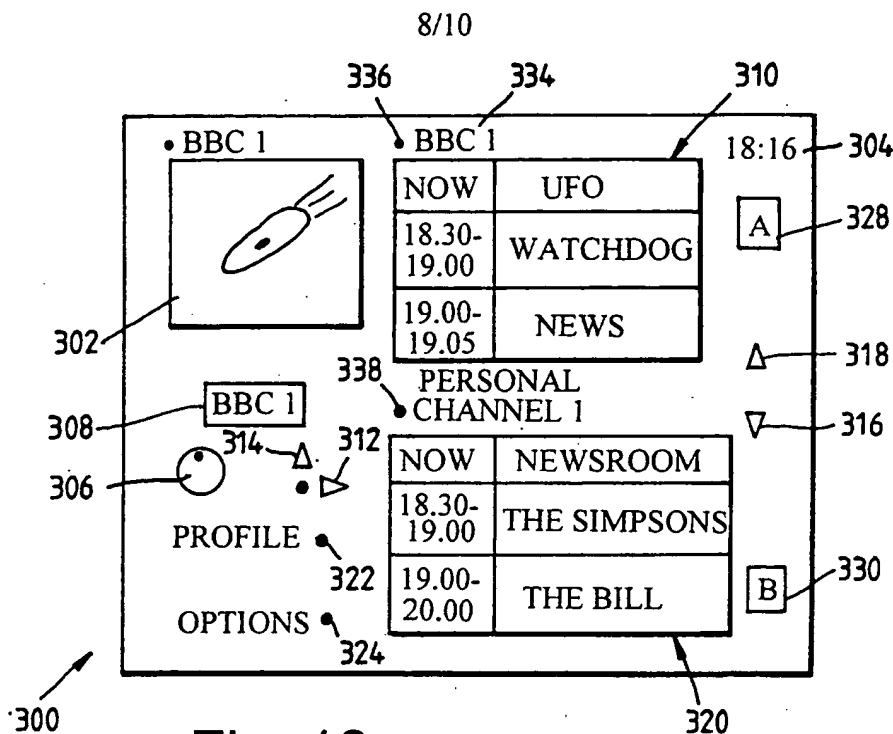 8/10
336
334
310
• BBC 1
• BBC 1
18:16
304
NOW
UFO
A
328
18.30-
19.00
WATCHDOG
19.00-
19.05
NEWS
302
318
338
PERSONAL
• CHANNEL 1
308
BBC 1
316
314
312
306
NOW
NEWSROOM
18.30-
19.00
THE SIMPSONS
PROFILE
322
19.00-
20.00
THE BILL
B
330
OPTIONS
324
300
320